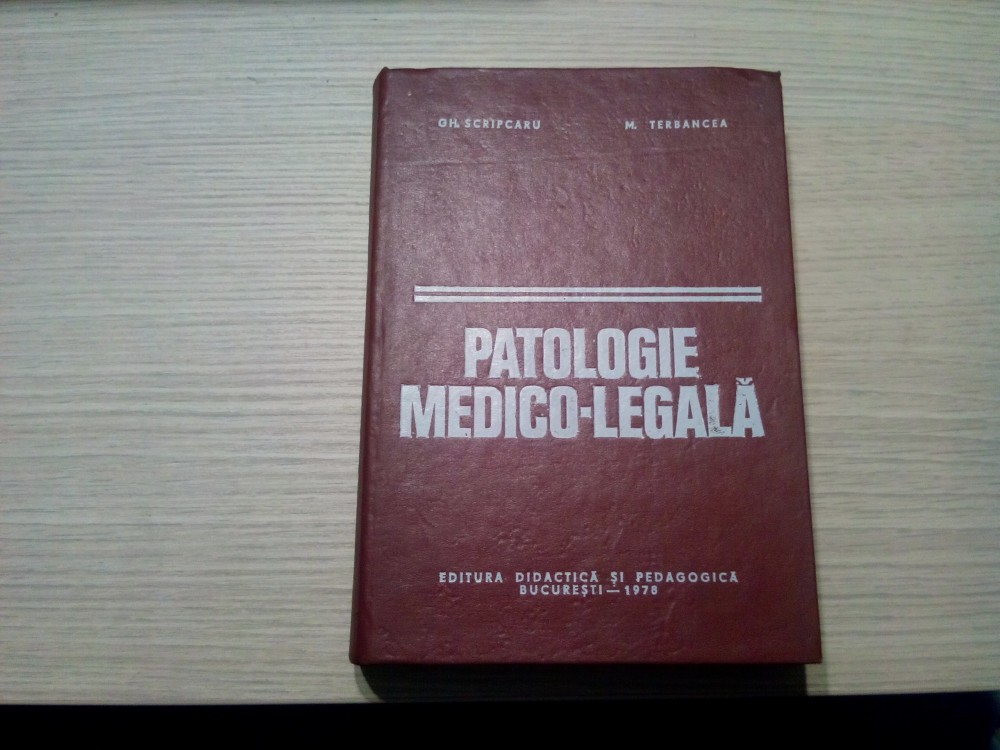 GH. SCRIPCARU M. TERBANCEA
PATOLOGIE
MEDICO-LEGALĂ
EDITURA DIDACTICĂ ȘI PEDAGOGICĂ
BUCUREȘTI — 1978